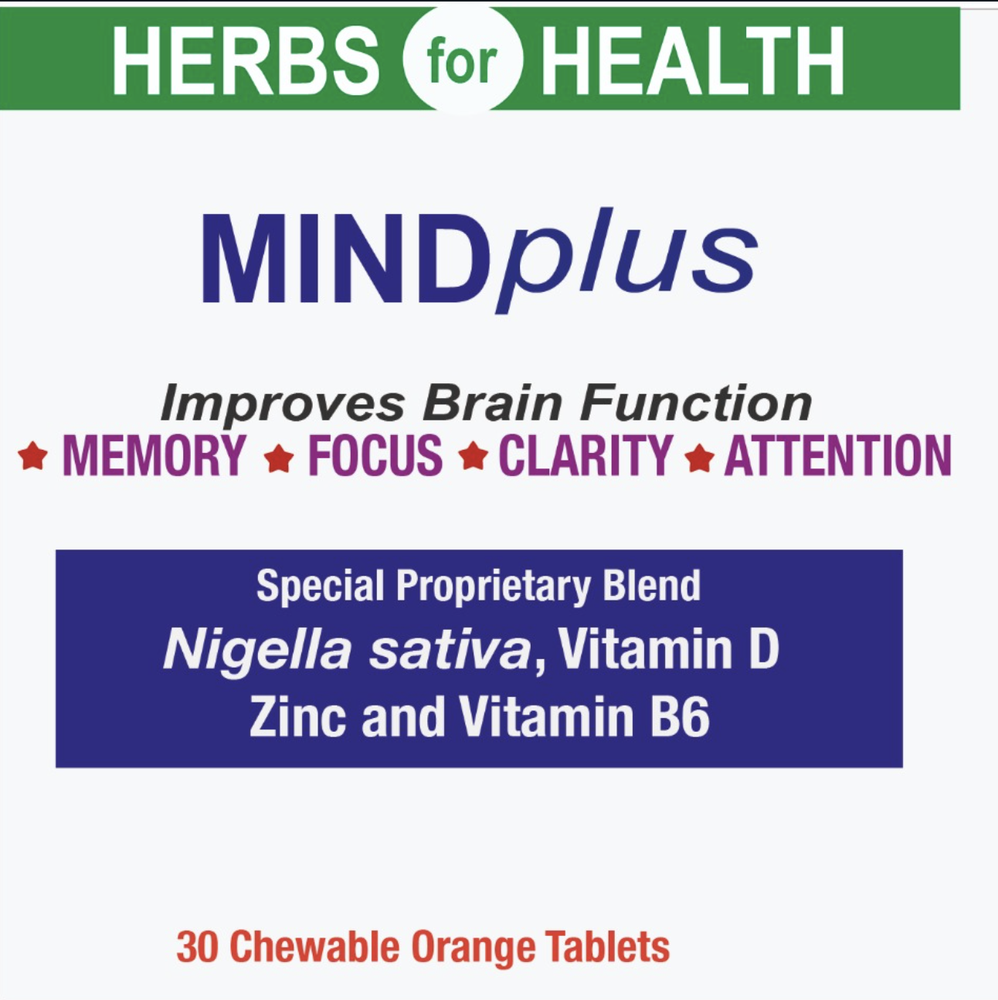 HERBS for HEALTH
MINDplus
Improves Brain Function
MEMORY FOCUS CLARITY ATTENTION
Special Proprietary Blend
Nigella sativa, Vitamin D
Zinc and Vitamin B6
30 Chewable Orange Tablets